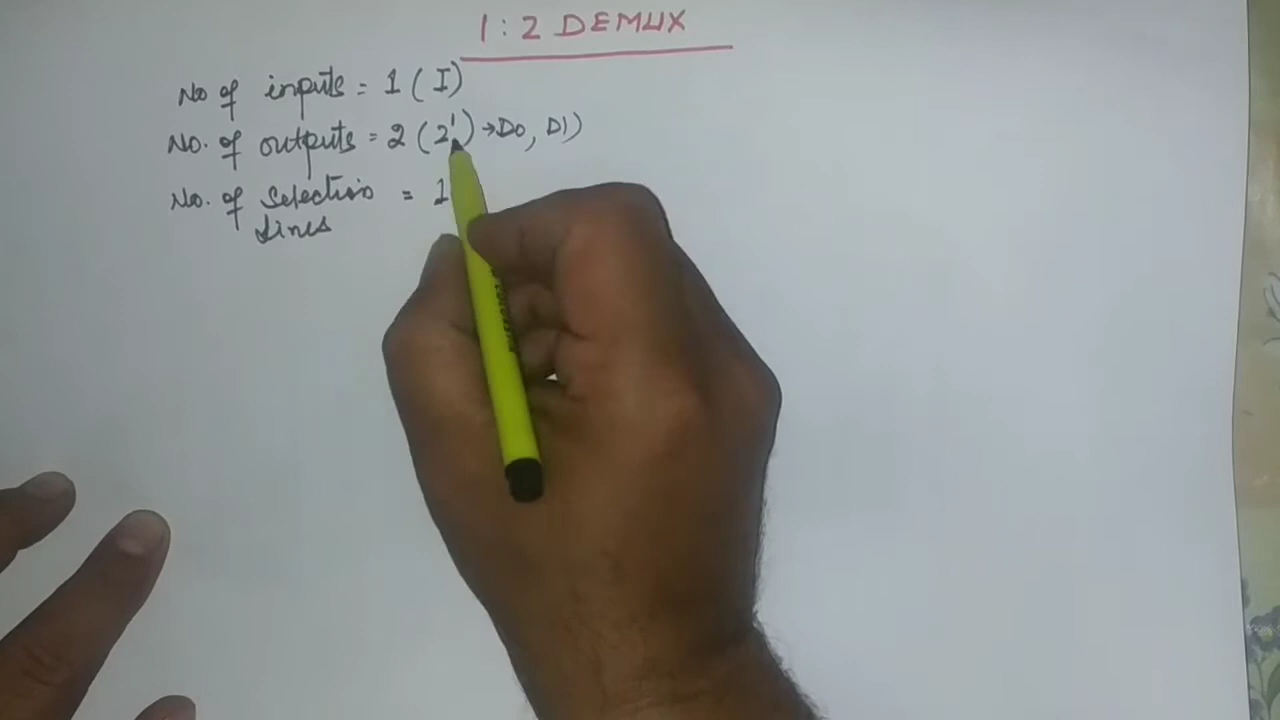 1 : 2 DEMUX
No of inputs = 1 ( I )
No. of outputs = 2 ( 2¹ ) → D0, D1)
No. of selection = 1
lines